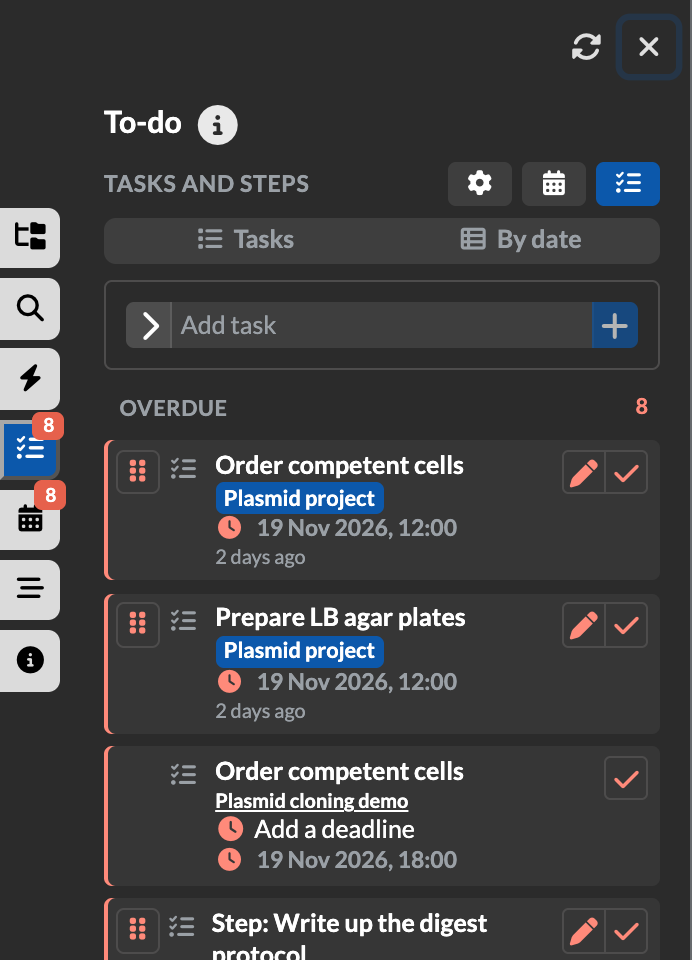 To-do
TASKS AND STEPS
Tasks
By date
Add task
OVERDUE
8
8
8
Order competent cells
Plasmid project
19 Nov 2026, 12:00
2 days ago
Prepare LB agar plates
Plasmid project
19 Nov 2026, 12:00
2 days ago
Order competent cells
Plasmid cloning demo
Add a deadline
19 Nov 2026, 18:00
Step: Write up the digest
protocol